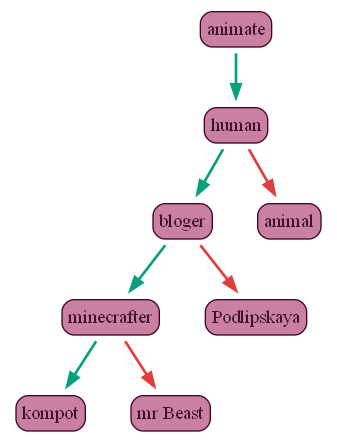 animate
human
bloger
animal
minecrafter
Podlipskaya
kompot
mr Beast